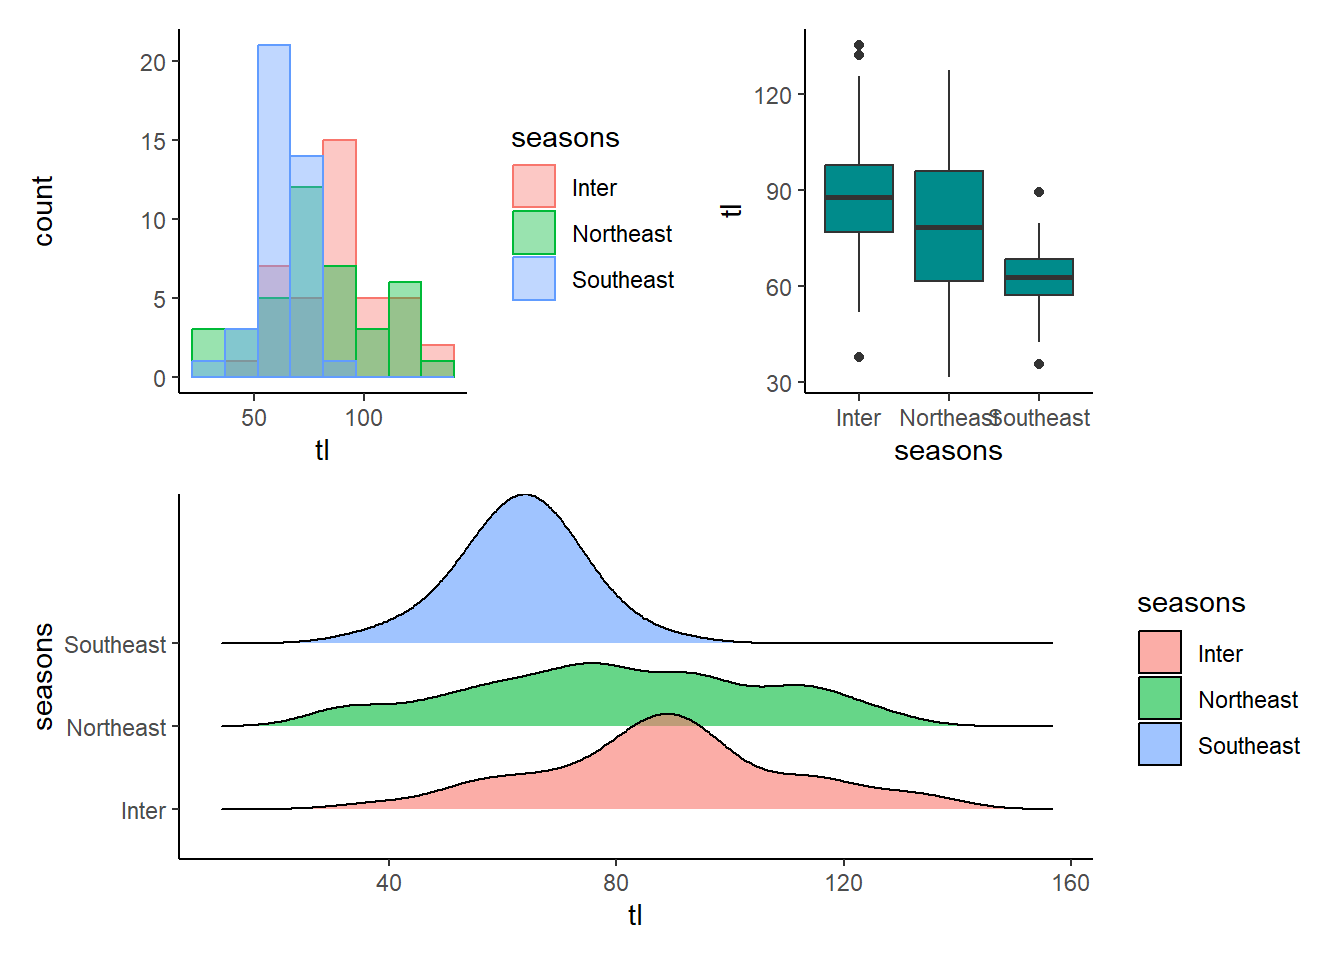 count
20
15
10
5
0
50 100
tl
seasons
Inter
Northeast
Southeast
tl
120
90
60
30
Inter Northeast Southeast
seasons
seasons
Southeast
Northeast
Inter
40 80 120 160
tl
seasons
Inter
Northeast
Southeast